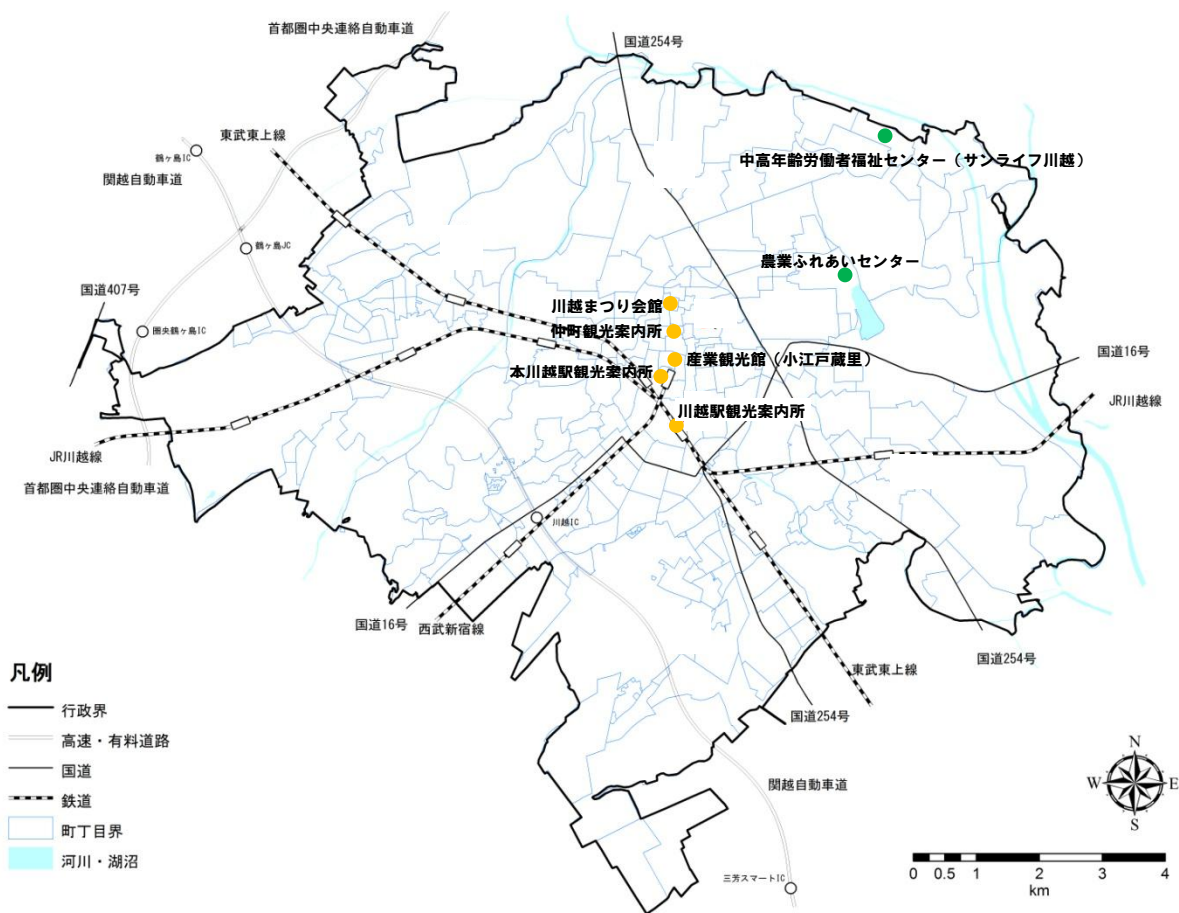 首都圏中央連絡自動車道
国道254号
東武東上線
鶴ヶ島IC
関越自動車道
中高年齢労働者福祉センター（サンライフ川越）
鶴ヶ島JC
農業ふれあいセンター
国道407号
川越まつり会館
圏央鶴ヶ島IC
仲町観光案内所
産業観光館（小江戸蔵里）
国道16号
本川越駅観光案内所
JR川越線
川越駅観光案内所
JR川越線
首都圏中央連絡自動車道
川越IC
国道16号
西武新宿線
国道254号
東武東上線
国道254号
関越自動車道
三芳スマートIC
凡例
行政界
高速・有料道路
国道
鉄道
町丁目界
河川・湖沼
N
W
E
S
0 0.5 1 2 3 4
km